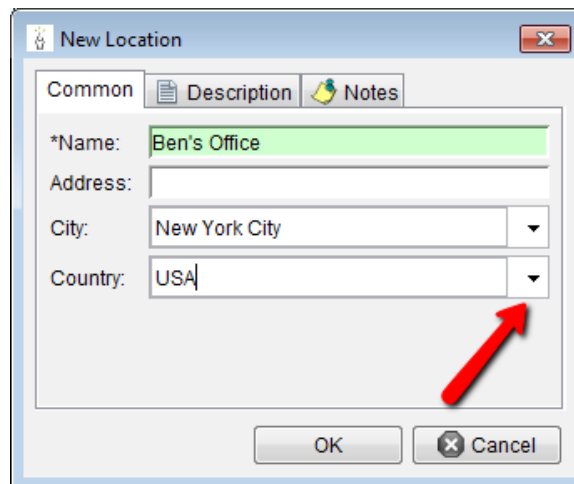 New Location
Common Description Notes
*Name: Ben's Office
Address:
City: New York City
Country: USA
OK Cancel